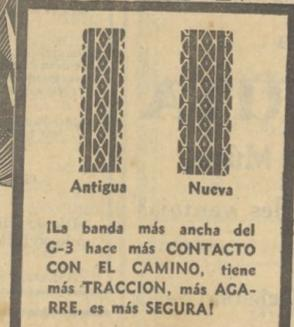 Antigua Nueva
¡La banda más ancha del
G-3 hace más CONTACTO
CON EL CAMINO, tiene
más TRACCION, más AGA-
RRE, es más SEGURA!